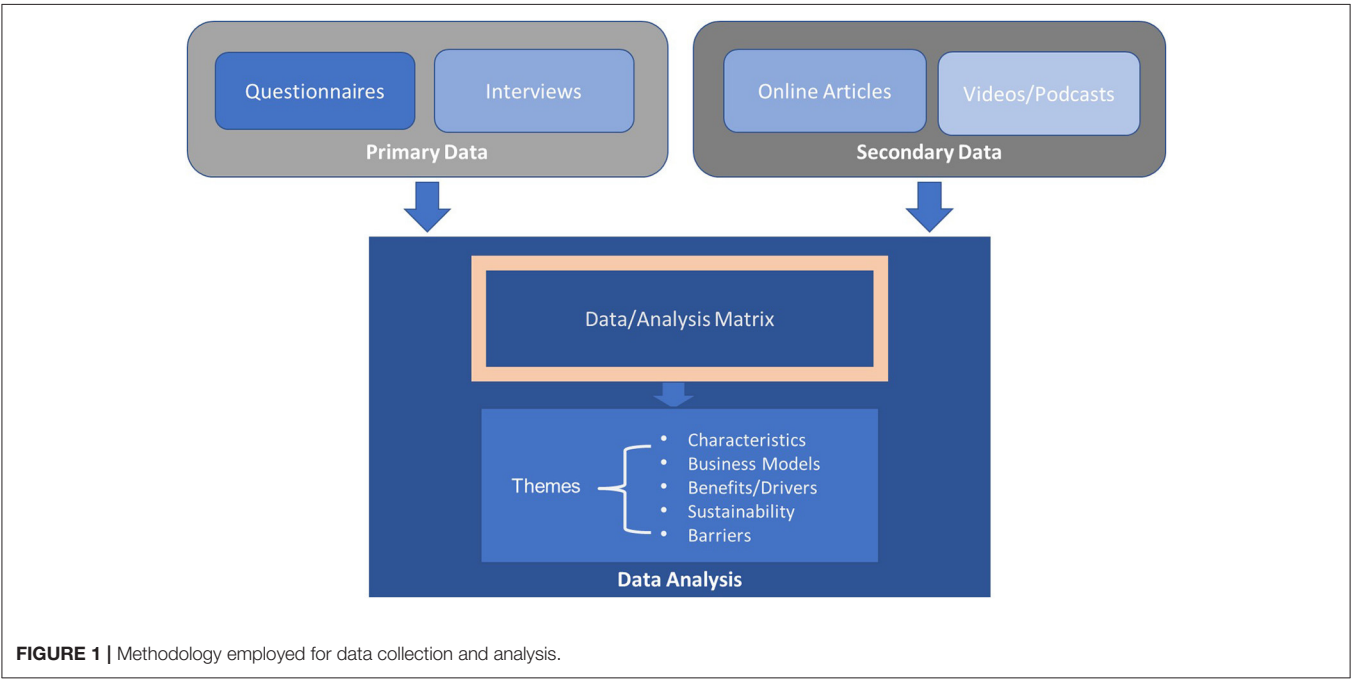 Questionnaires
Interviews
Primary Data
Online Articles
Videos/Podcasts
Secondary Data
Data/Analysis Matrix
Themes
• Characteristics
• Business Models
• Benefits/Drivers
• Sustainability
• Barriers
Data Analysis
FIGURE 1 | Methodology employed for data collection and analysis.